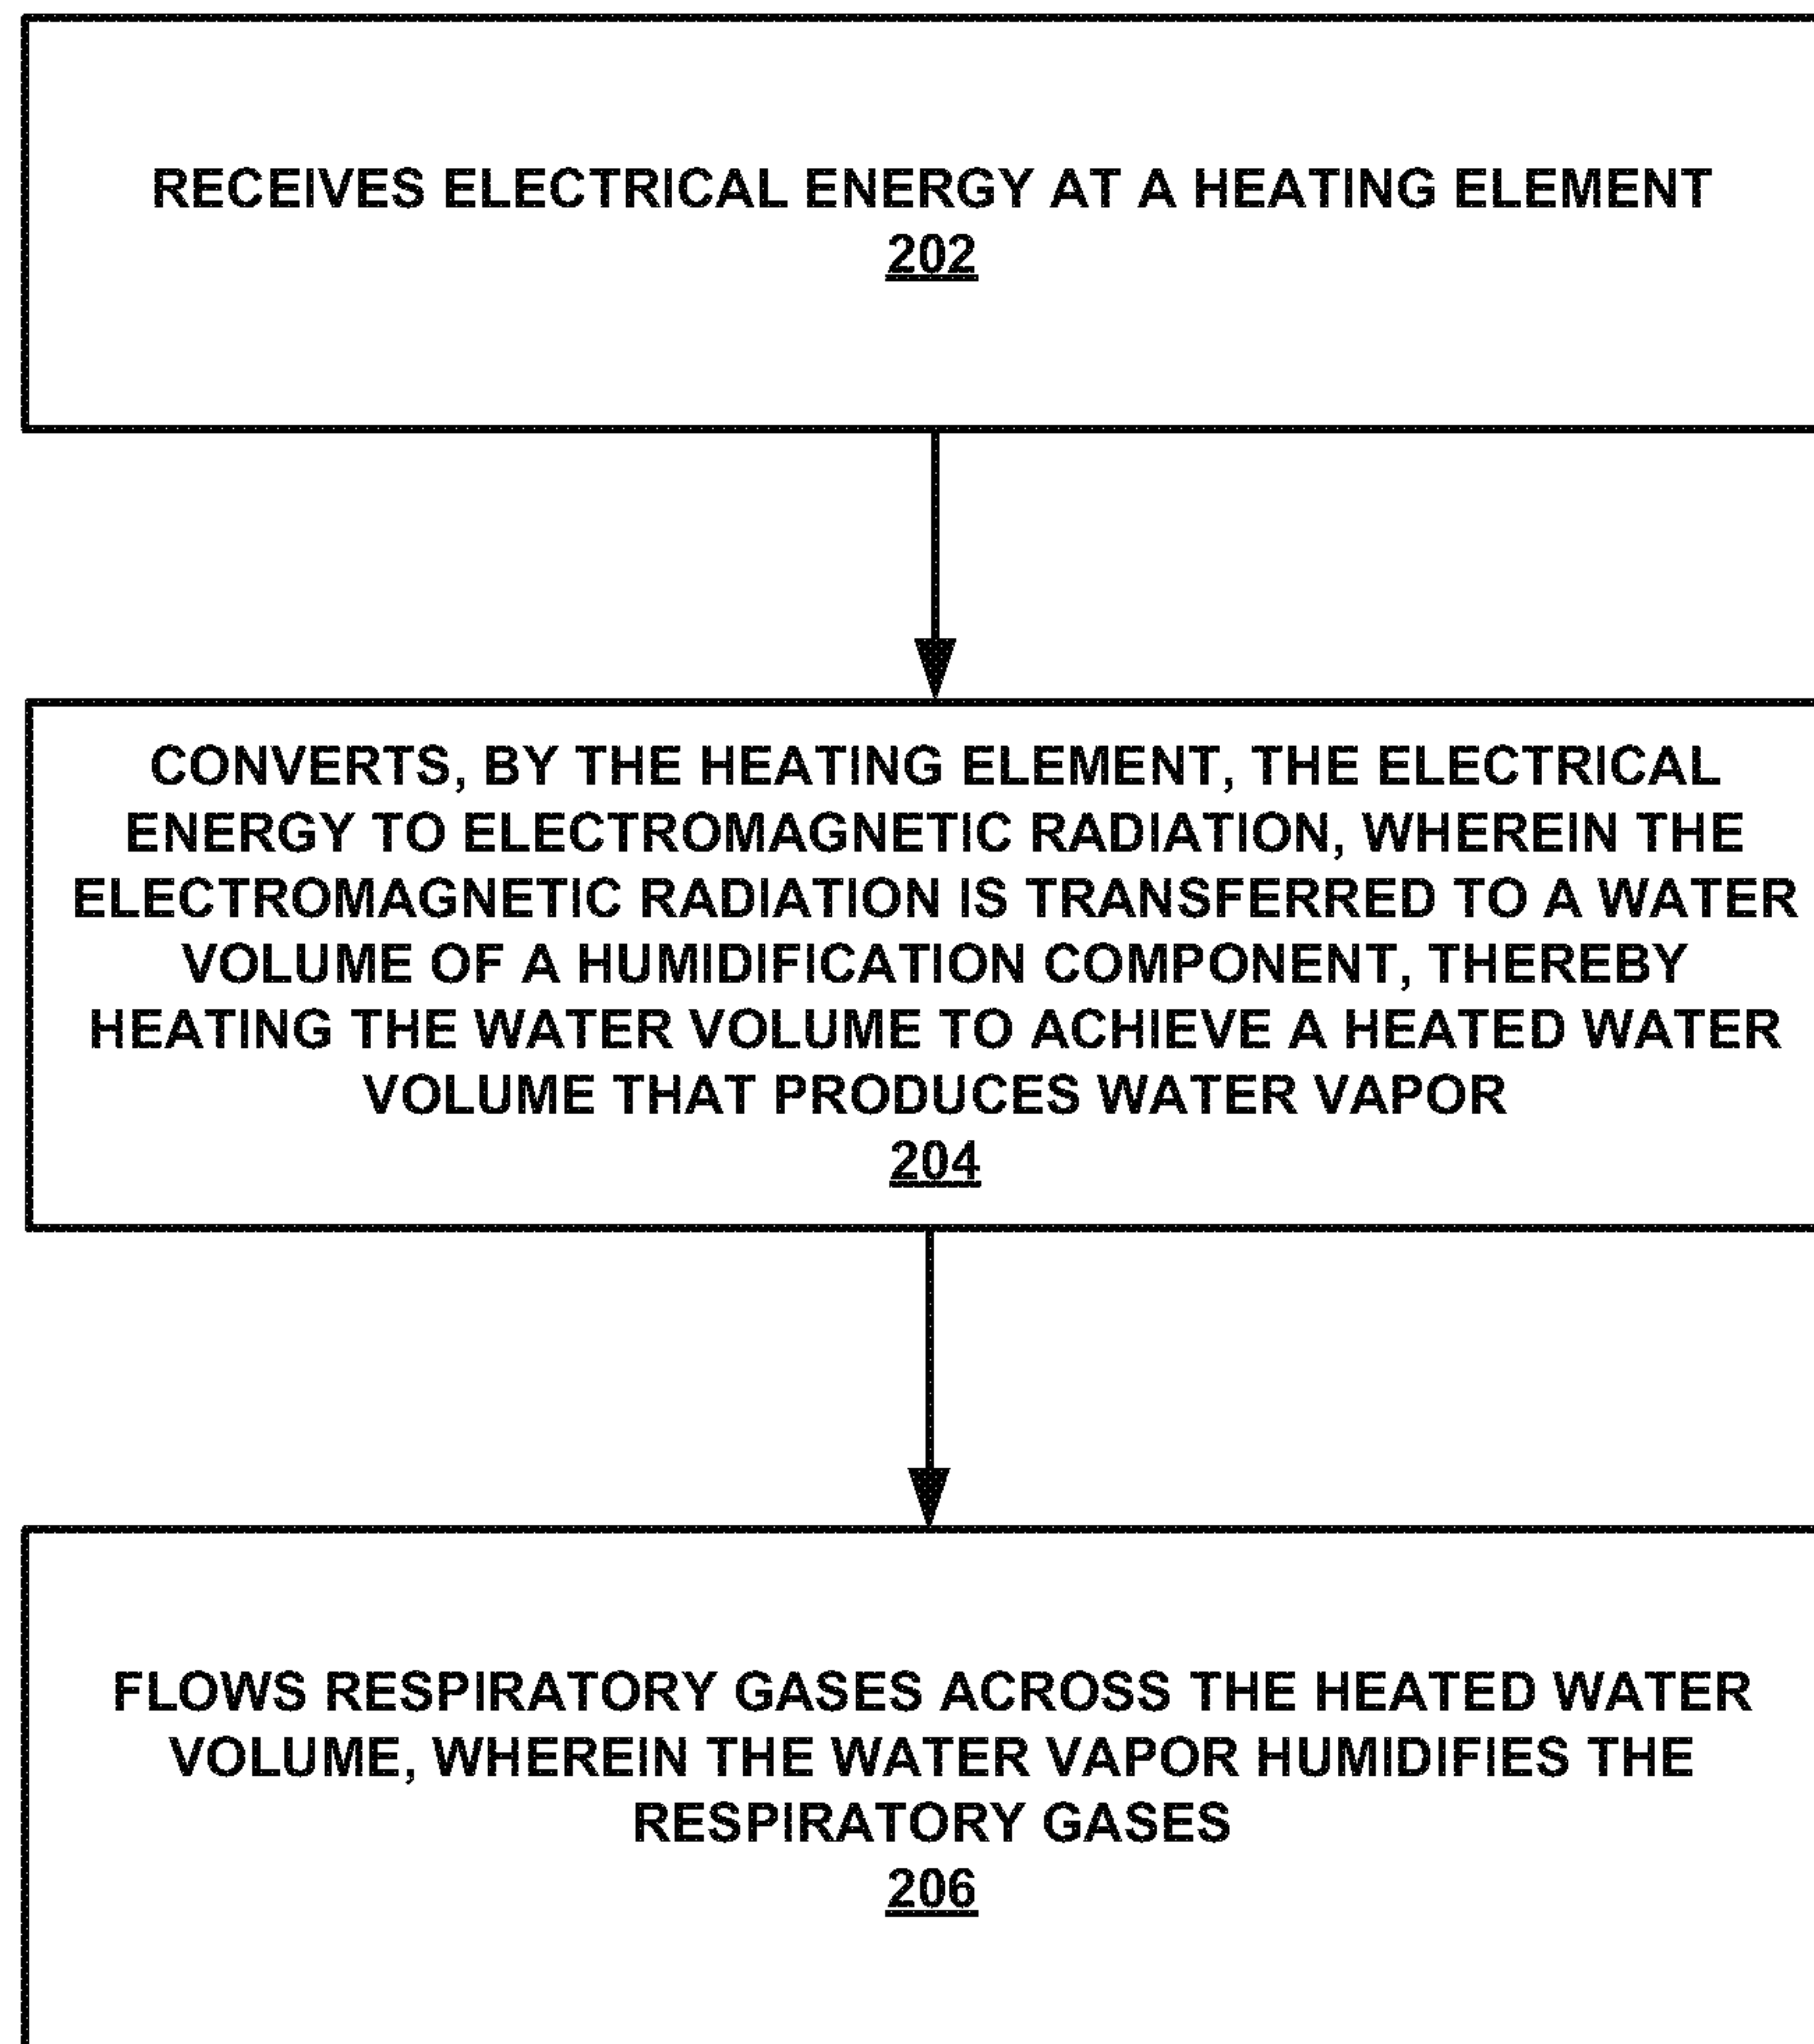 RECEIVES ELECTRICAL ENERGY AT A HEATING ELEMENT
202
CONVERTS, BY THE HEATING ELEMENT, THE ELECTRICAL
ENERGY TO ELECTROMAGNETIC RADIATION, WHEREIN THE
ELECTROMAGNETIC RADIATION IS TRANSFERRED TO A WATER
VOLUME OF A HUMIDIFICATION COMPONENT, THEREBY
HEATING THE WATER VOLUME TO ACHIEVE A HEATED WATER
VOLUME THAT PRODUCES WATER VAPOR
204
FLOWS RESPIRATORY GASES ACROSS THE HEATED WATER
VOLUME, WHEREIN THE WATER VAPOR HUMIDIFIES THE
RESPIRATORY GASES
206